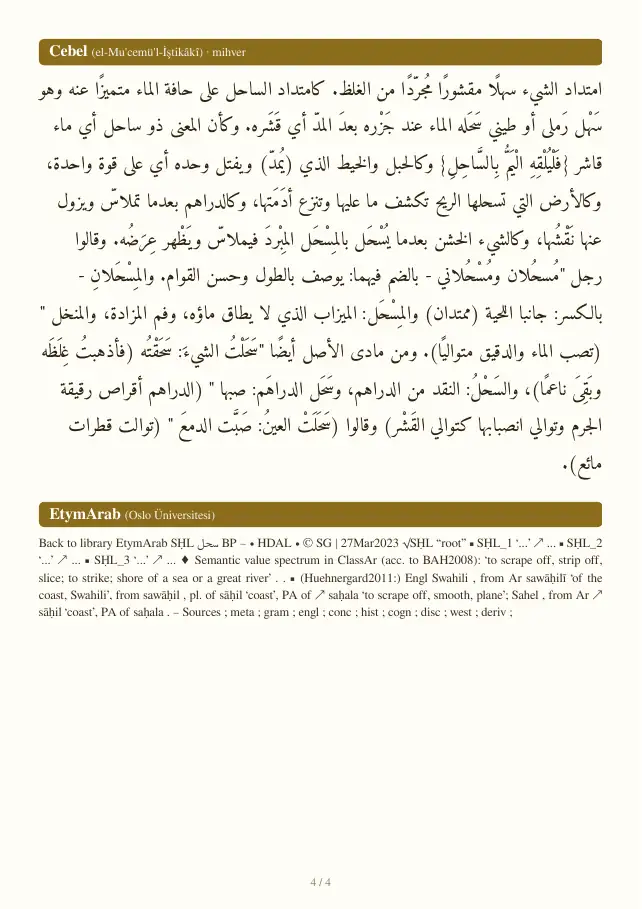 Cebel (el-Mu'cemü'l-İştikâkî) · mihver
امتداد الشيء سهلًا مقشورًا مُجرّدًا من الغلظ. كامتداد الساحل على حافة الماء متميزًا عنه وهو
سَهْل رَملى أو طيني سَحَله الماء عند جَزْره بعدَ المدّ أي قَشَره. وكأن المعنى ذو ساحل أي ماء
قاشر {فَلْيُلْقِهِ الْيَمُّ بِالسَّاحِلِ} وكالحبل والخيط الذي (يُمدّ) ويفتل وحده أي على قوة واحدة،
وكالأرض التي تسحلها الريح تكشف ما عليها وتنزع أدَمَتها، وكالدراهم بعدما تملاسّ ويزول
عنها نَقْشُها، وكالشيء الخشن بعدما يُسْحَل بالمِسْحَل المِبْردَ فيملاسّ ويَظْهر عِرَضُه. وقالوا
رجل "مُسحُلان ومُسْحُلاني - بالضم فيهما: يوصف بالطول وحسن القوام. والمِسْحَلانِ -
بالكسر: جانبا اللحية (ممتدان) والمِسْحَل: الميزاب الذي لا يطاق ماؤه، وفم المزادة، والمنخل "
(تصب الماء والدقيق متواليًا). ومن مادى الأصل أيضًا "سَحَلْتُ الشيءَ: سَحَقْتُه (فأذهبتُ غِلَظَه
وبَقِىَ ناعمًا)، والسَحْلُ: النقد من الدراهم، وسَحَل الدراهَم: صبها " (الدراهم أقراص رقيقة
الجرم وتوالي انصبابها كتوالي القَشْر) وقالوا (سَحَلَتْ العينُ: صَبَّت الدمعَ " (توالت قطرات
مائع).
EtymArab (Oslo Üniversitesi)
Back to library EtymArab SḤL سحل BP – • HDAL • © SG | 27Mar2023 √SḤL “root” ▪ SḤL_1 ‘...’ ↗ ... ▪ SḤL_2
‘...’ ↗ ... ▪ SḤL_3 ‘...’ ↗ ... ♦ Semantic value spectrum in ClassAr (acc. to BAH2008): ‘to scrape off, strip off,
slice; to strike; shore of a sea or a great river’ . . ▪ (Huehnergard2011:) Engl Swahili , from Ar sawāḥilī ‘of the
coast, Swahili’, from sawāḥil , pl. of sāḥil ‘coast’, PA of ↗ saḥala ‘to scrape off, smooth, plane’; Sahel , from Ar ↗
sāḥil ‘coast’, PA of saḥala . – Sources ; meta ; gram ; engl ; conc ; hist ; cogn ; disc ; west ; deriv ;
4 / 4